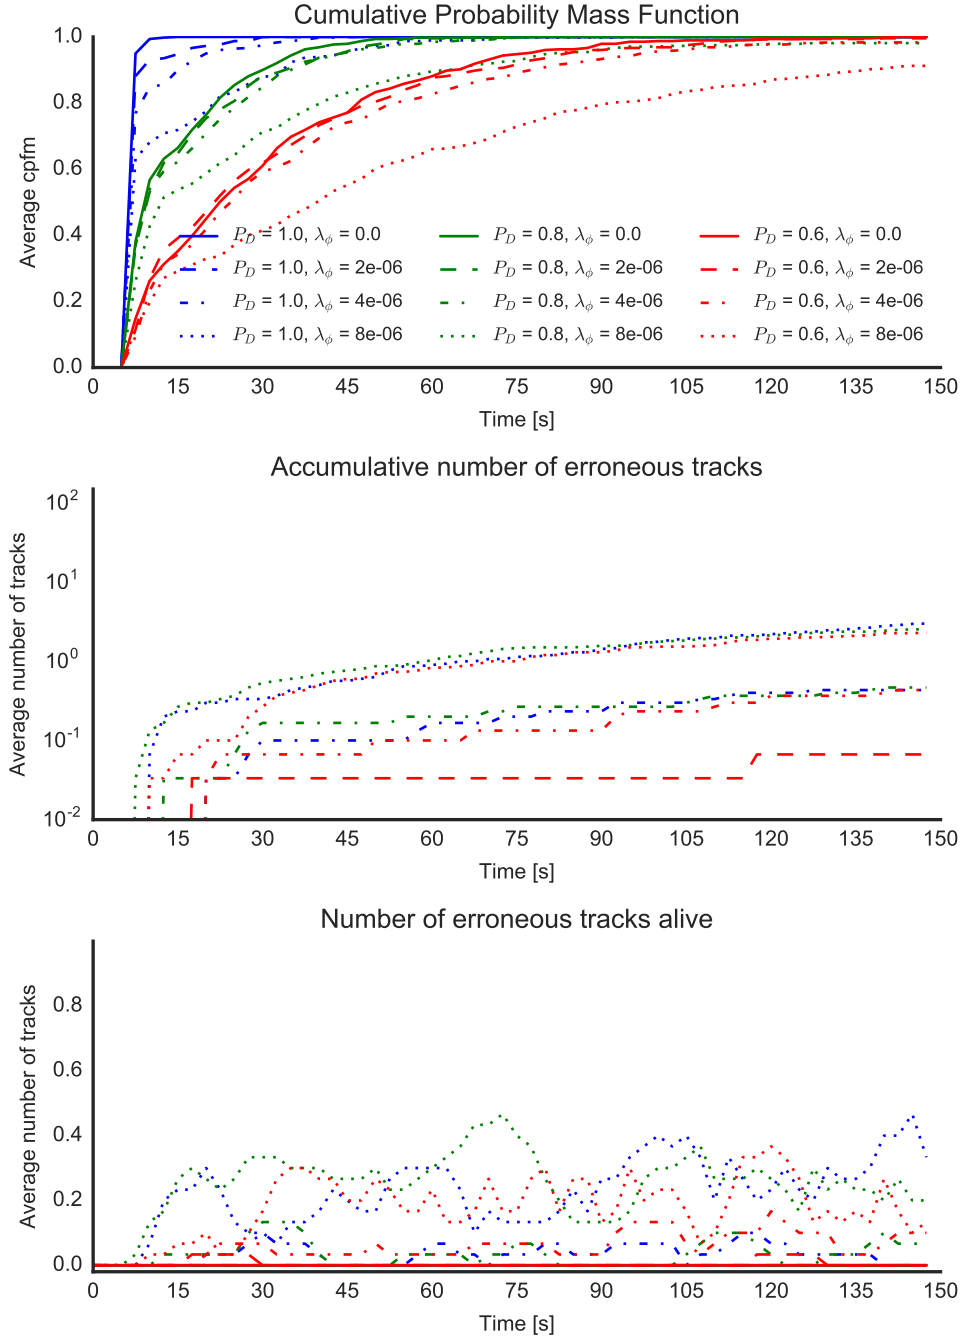 Cumulative Probability Mass Function
Average cpfm
1.0
0.8
0.6
0.4
0.2
0.0
P_D = 1.0, λ_ϕ = 0.0
P_D = 1.0, λ_ϕ = 2e-06
P_D = 1.0, λ_ϕ = 4e-06
P_D = 1.0, λ_ϕ = 8e-06
P_D = 0.8, λ_ϕ = 0.0
P_D = 0.8, λ_ϕ = 2e-06
P_D = 0.8, λ_ϕ = 4e-06
P_D = 0.8, λ_ϕ = 8e-06
P_D = 0.6, λ_ϕ = 0.0
P_D = 0.6, λ_ϕ = 2e-06
P_D = 0.6, λ_ϕ = 4e-06
P_D = 0.6, λ_ϕ = 8e-06
0 15 30 45 60 75 90 105 120 135 150
Time [s]
Accumulative number of erroneous tracks
Average number of tracks
10^2
10^1
10^0
10^-1
10^-2
0 15 30 45 60 75 90 105 120 135 150
Time [s]
Number of erroneous tracks alive
Average number of tracks
0.8
0.6
0.4
0.2
0.0
0 15 30 45 60 75 90 105 120 135 150
Time [s]